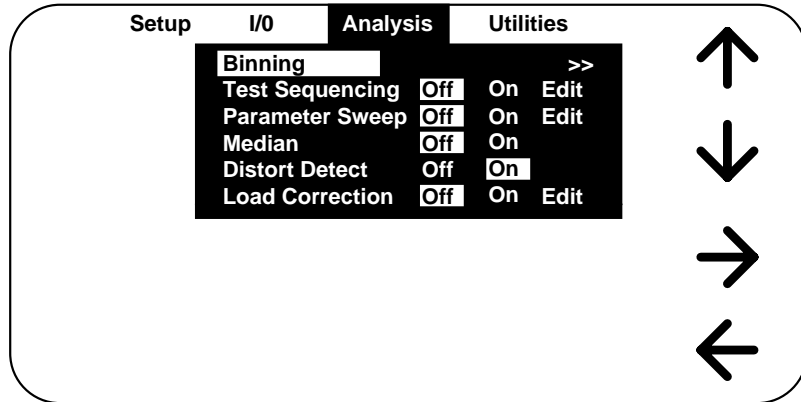 Setup I/0 Analysis Utilities
Binning >>
Test Sequencing Off On Edit
Parameter Sweep Off On Edit
Median Off On
Distort Detect Off On
Load Correction Off On Edit